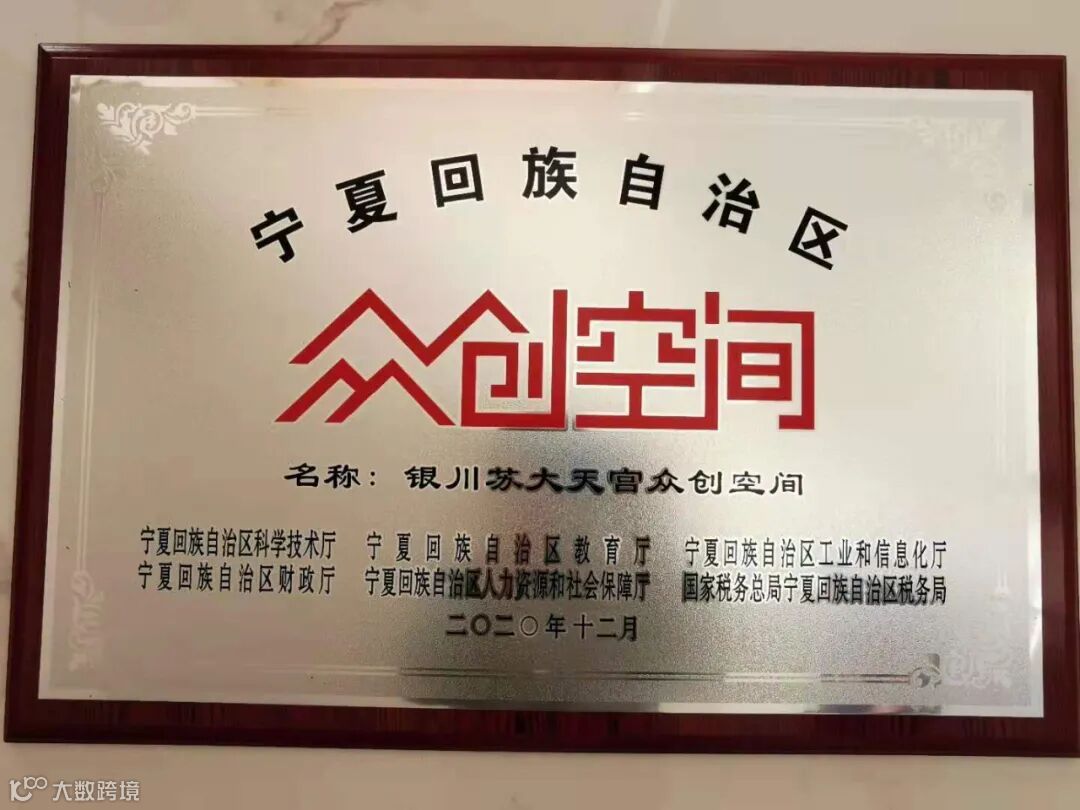 宁夏回族自治区
众创空间
名称：银川苏大天宫众创空间
宁夏回族自治区科学技术厅 宁夏回族自治区教育厅 宁夏回族自治区工业和信息化厅
宁夏回族自治区财政厅 宁夏回族自治区人力资源和社会保障厅 国家税务总局宁夏回族自治区税务局
二〇二〇年十二月
大数跨境